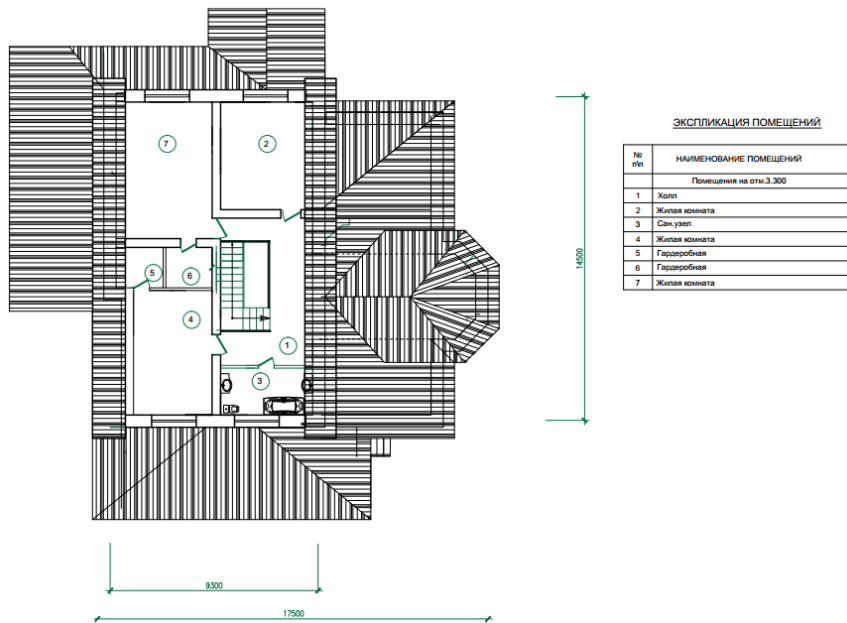 ЭКСПЛИКАЦИЯ ПОМЕЩЕНИЙ
№ п\п НАИМЕНОВАНИЕ ПОМЕЩЕНИЙ
Помещения на отм.3.300
1 Холл
2 Жилая комната
3 Сан.узел
4 Жилая комната
5 Гардеробная
6 Гардеробная
7 Жилая комната
7
2
5
6
4
1
3
14500
9300
17500